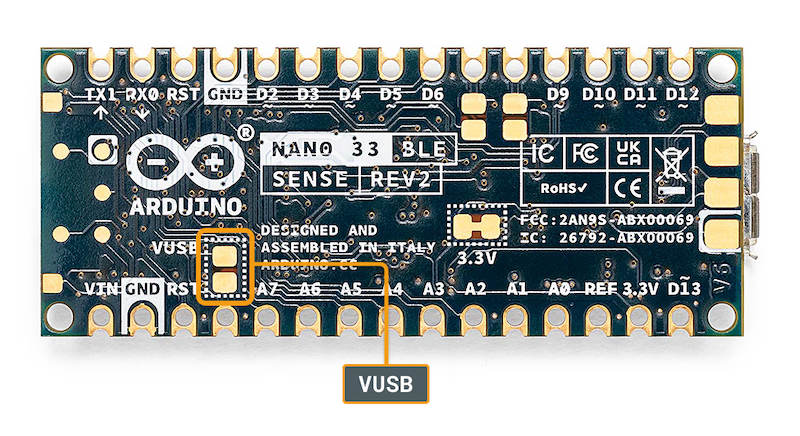 TX1 RX0 RST GND D2 D3 D4 D5 D6 D9 D10 D11 D12
®
NANO 33 BLE
SENSE REV2
IC FC UK CA
RoHS✓ CE
ARDUINO
FCC:2AN9S-ABX00069
IC: 26792-ABX00069
DESIGNED AND
ASSEMBLED IN ITALY
ARDUINO.CC
VUSB
3.3V
V3
VIN GND RST A7 A6 A5 A4 A3 A2 A1 A0 REF 3.3V D13
VUSB